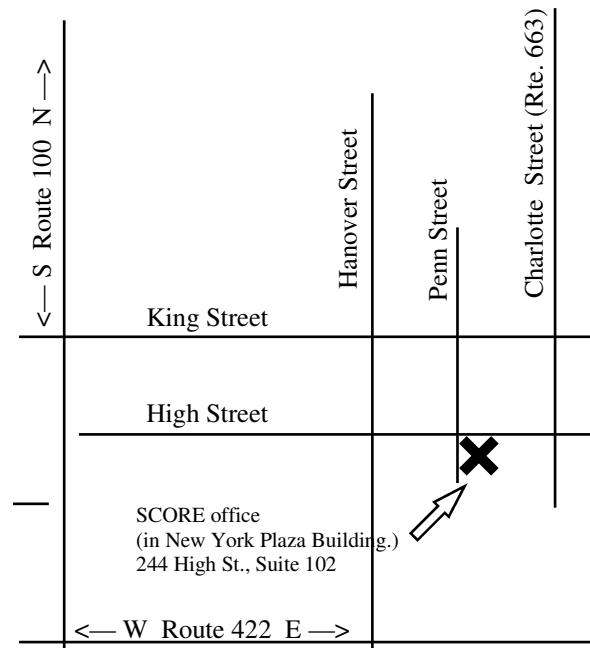 <— S Route 100 N —>
Hanover Street
Penn Street
Charlotte Street (Rte. 663)
King Street
High Street
SCORE office
(in New York Plaza Building.)
244 High St., Suite 102
<— W Route 422 E —>